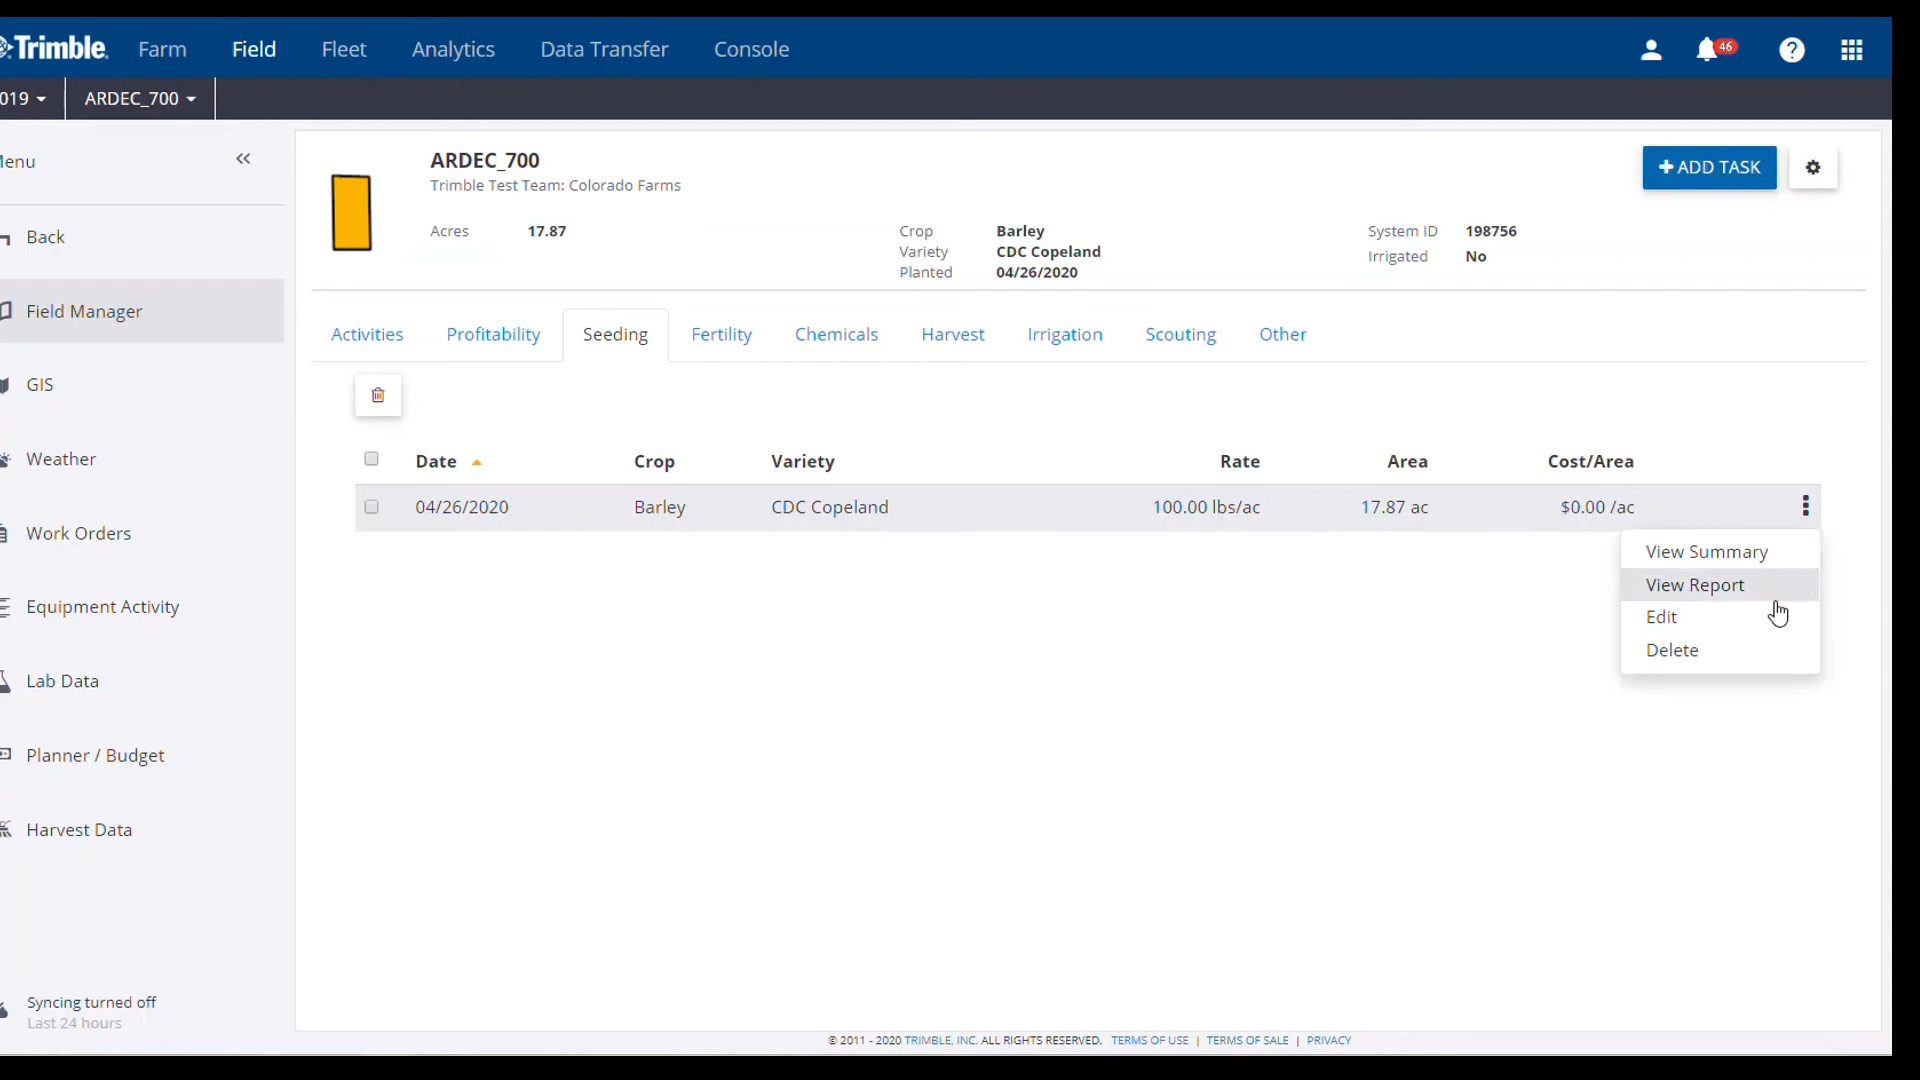 Trimble. Farm Field Fleet Analytics Data Transfer Console 46 ?
019 ARDEC_700
enu
Back
Field Manager
GIS
Weather
Work Orders
Equipment Activity
Lab Data
Planner / Budget
Harvest Data
Syncing turned off
Last 24 hours
ARDEC_700
Trimble Test Team: Colorado Farms
+ ADD TASK
Acres 17.87
Crop Barley
Variety CDC Copeland
Planted 04/26/2020
System ID 198756
Irrigated No
Activities Profitability Seeding Fertility Chemicals Harvest Irrigation Scouting Other
Date Crop Variety Rate Area Cost/Area
04/26/2020 Barley CDC Copeland 100.00 lbs/ac 17.87 ac $0.00 /ac
View Summary
View Report
Edit
Delete
© 2011 - 2020 TRIMBLE, INC. ALL RIGHTS RESERVED. TERMS OF USE | TERMS OF SALE | PRIVACY